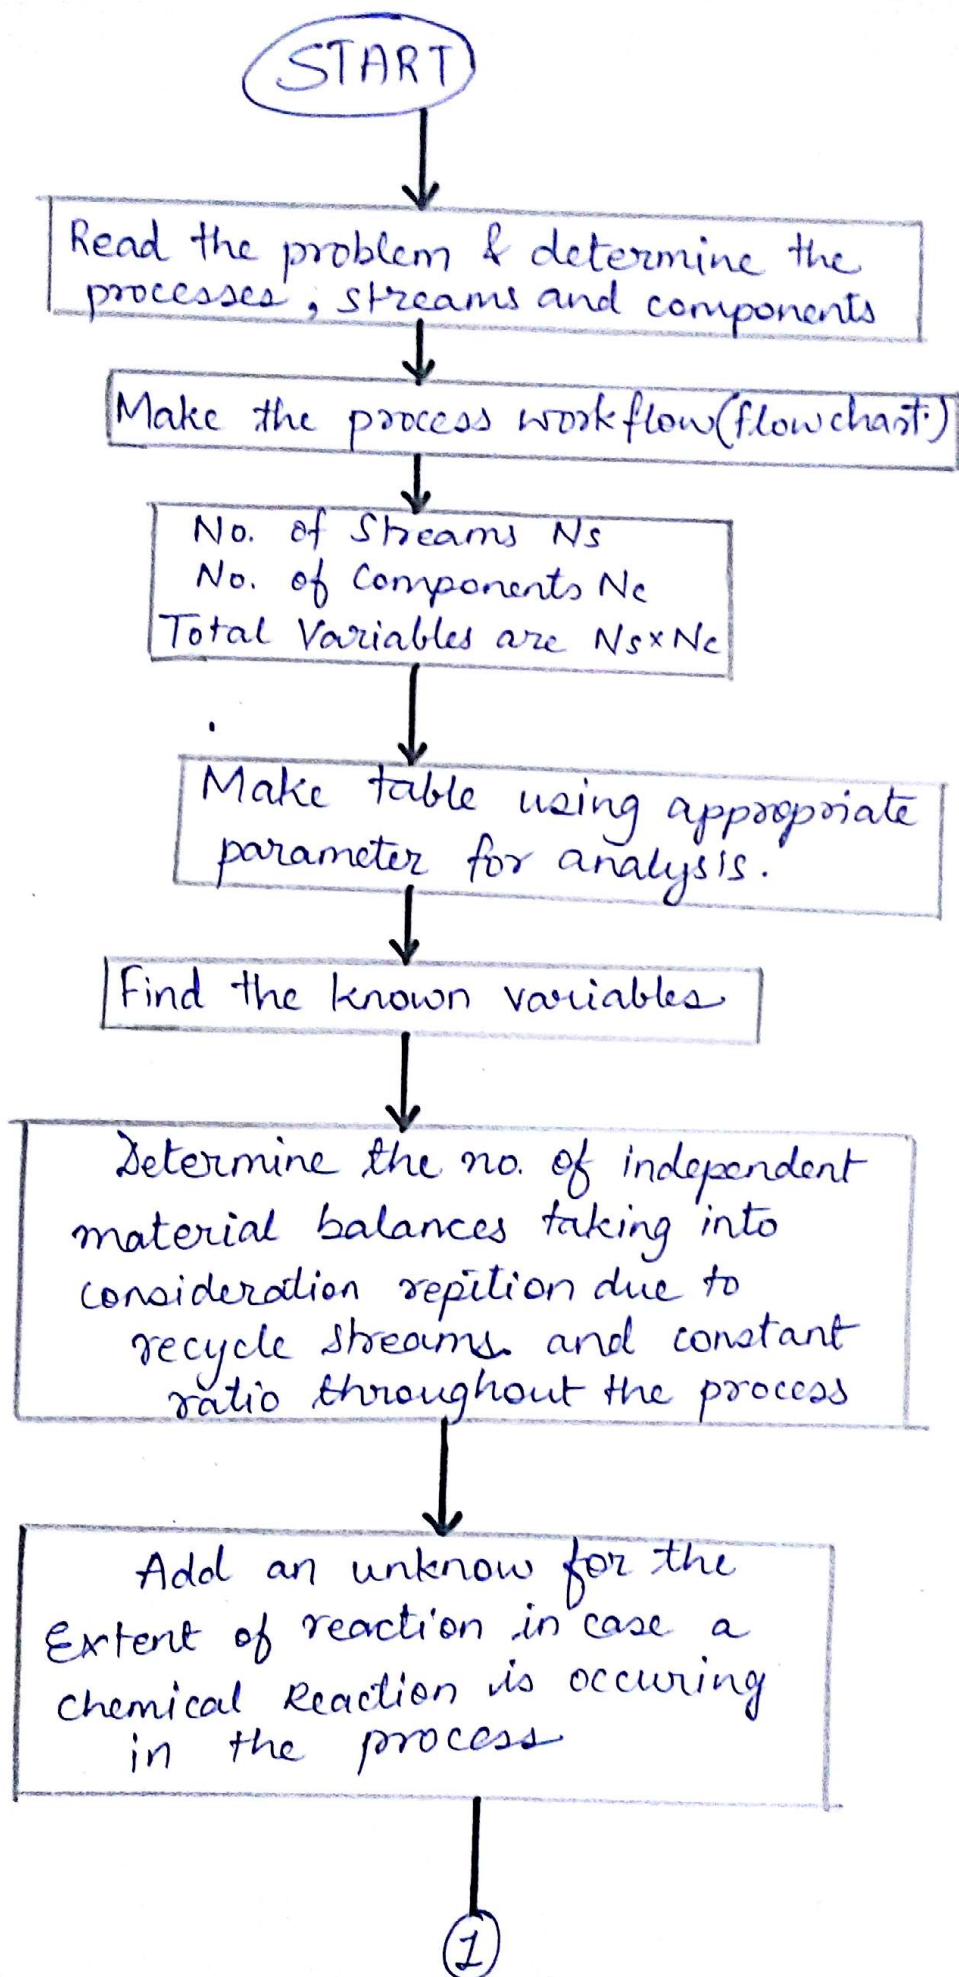 START
Read the problem & determine the
processes, streams and components
Make the process workflow(flowchart.)
No. of Streams Ns
No. of Components Nc
Total Variables are Ns×Nc
Make table using appropriate
parameter for analysis.
Find the known variables
Determine the no. of independent
material balances taking into
consideration repition due to
recycle streams. and constant
ratio throughout the process
Add an unknow for the
Extent of reaction in case a
Chemical Reaction is occuring
in the process
1